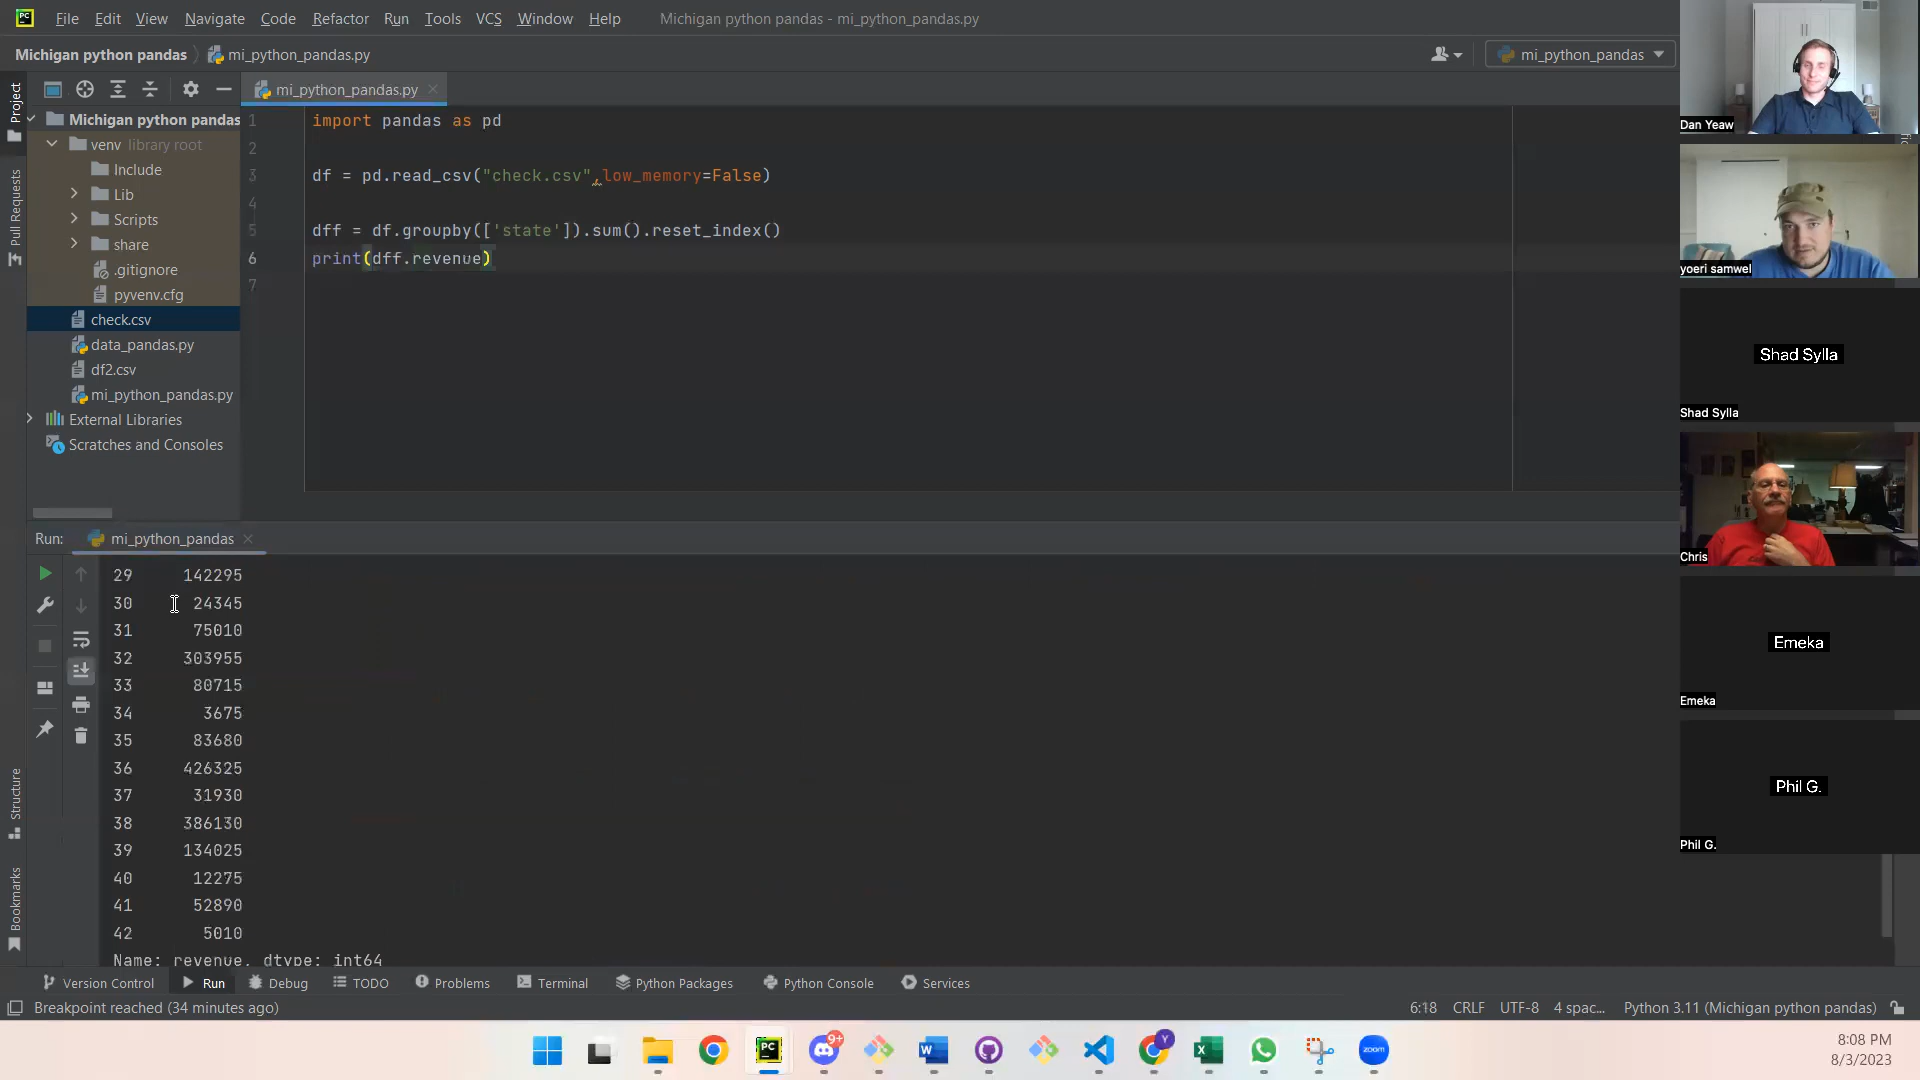 File Edit View Navigate Code Refactor Run Tools VCS Window Help Michigan python pandas - mi_python_pandas.py
Michigan python pandas mi_python_pandas.py mi_python_pandas
mi_python_pandas.py
Project
Pull Requests
Structure
Bookmarks
Michigan python pandas
venv library root
Include
Lib
Scripts
share
.gitignore
pyvenv.cfg
check.csv
data_pandas.py
df2.csv
mi_python_pandas.py
External Libraries
Scratches and Consoles
1 import pandas as pd
2
3 df = pd.read_csv("check.csv",low_memory=False)
4
5 dff = df.groupby(['state']).sum().reset_index()
6 print(dff.revenue)
7
Run: mi_python_pandas
29 142295
30 24345
31 75010
32 303955
33 80715
34 3675
35 83680
36 426325
37 31930
38 386130
39 134025
40 12275
41 52890
42 5010
Name: revenue, dtype: int64
Version Control Run Debug TODO Problems Terminal Python Packages Python Console Services
Breakpoint reached (34 minutes ago) 6:18 CRLF UTF-8 4 spac... Python 3.11 (Michigan python pandas)
PC
9+
Y
zoom
8:08 PM
8/3/2023
Dan Yeaw
yoeri samwel
Shad Sylla
Shad Sylla
Chris
Emeka
Emeka
Phil G.
Phil G.